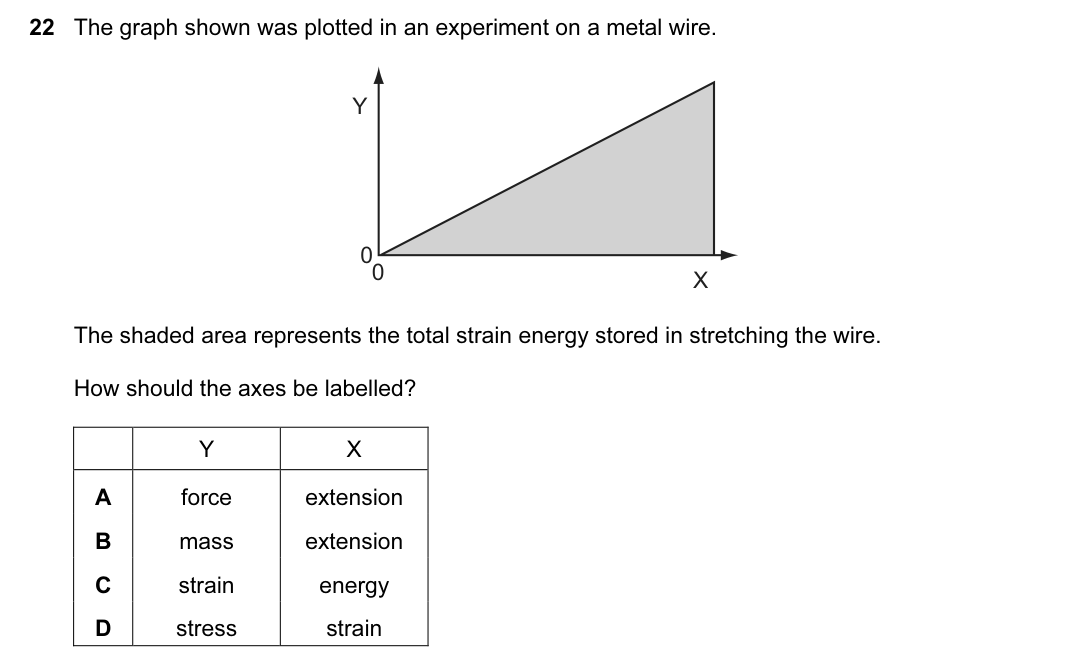 22 The graph shown was plotted in an experiment on a metal wire.
Y
0
0
X
The shaded area represents the total strain energy stored in stretching the wire.
How should the axes be labelled?
Y X
A force extension
B mass extension
C strain energy
D stress strain